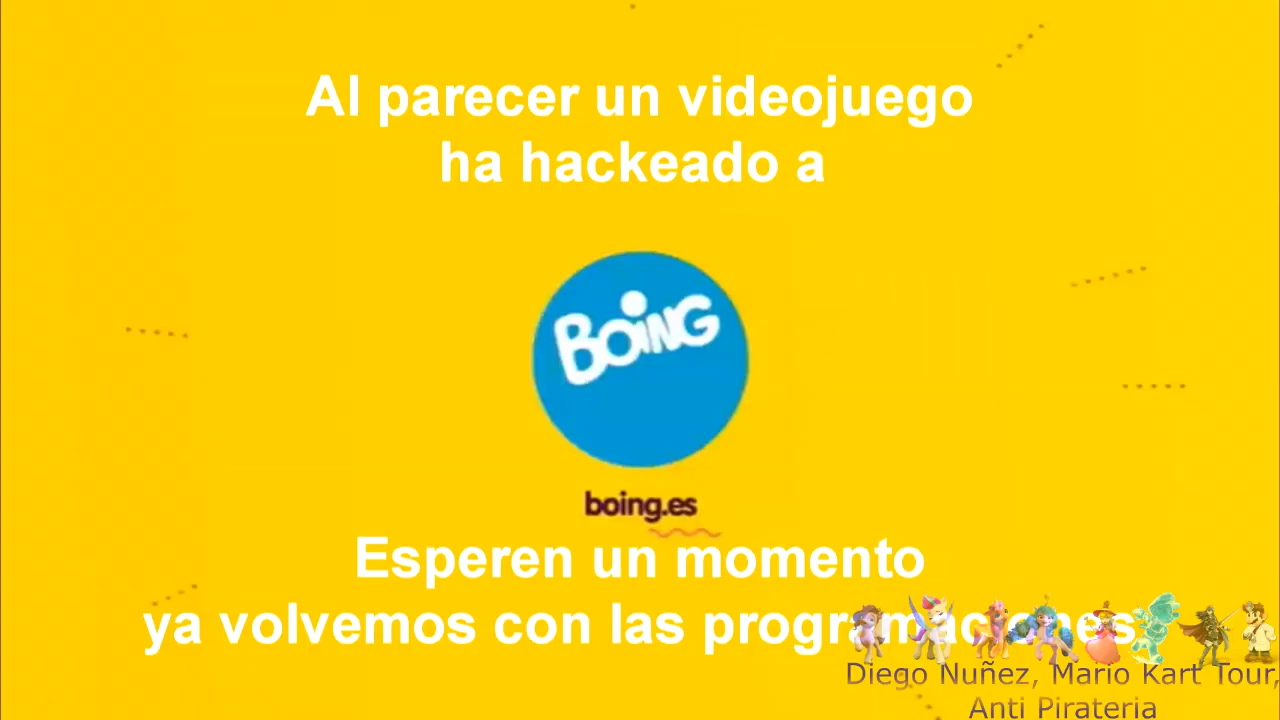 Al parecer un videojuego
ha hackeado a
BOING
boing.es
Esperen un momento
ya volvemos con las programaciones
Diego Nuñez, Mario Kart Tour,
Anti Pirateria